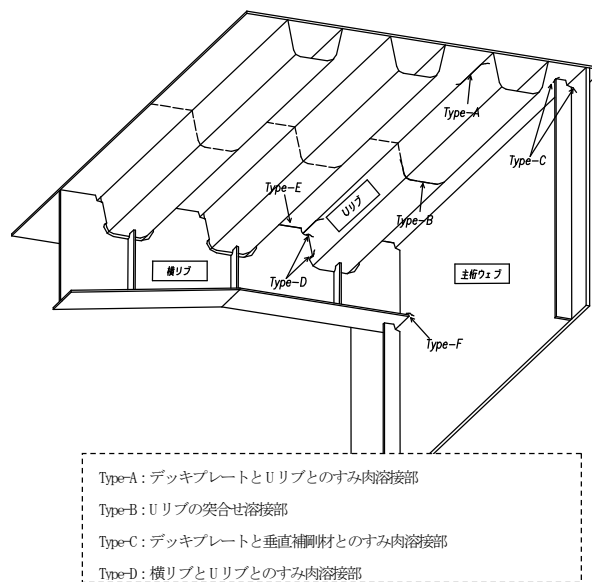 Type-A
Type-C
Type-E
Uリブ
Type-B
横リブ
Type-D
主桁ウェブ
Type-F
Type-A：デッキプレートとUリブとのすみ肉溶接部
Type-B：Uリブの突合せ溶接部
Type-C：デッキプレートと垂直補剛材とのすみ肉溶接部
Type-D：横リブとUリブとのすみ肉溶接部